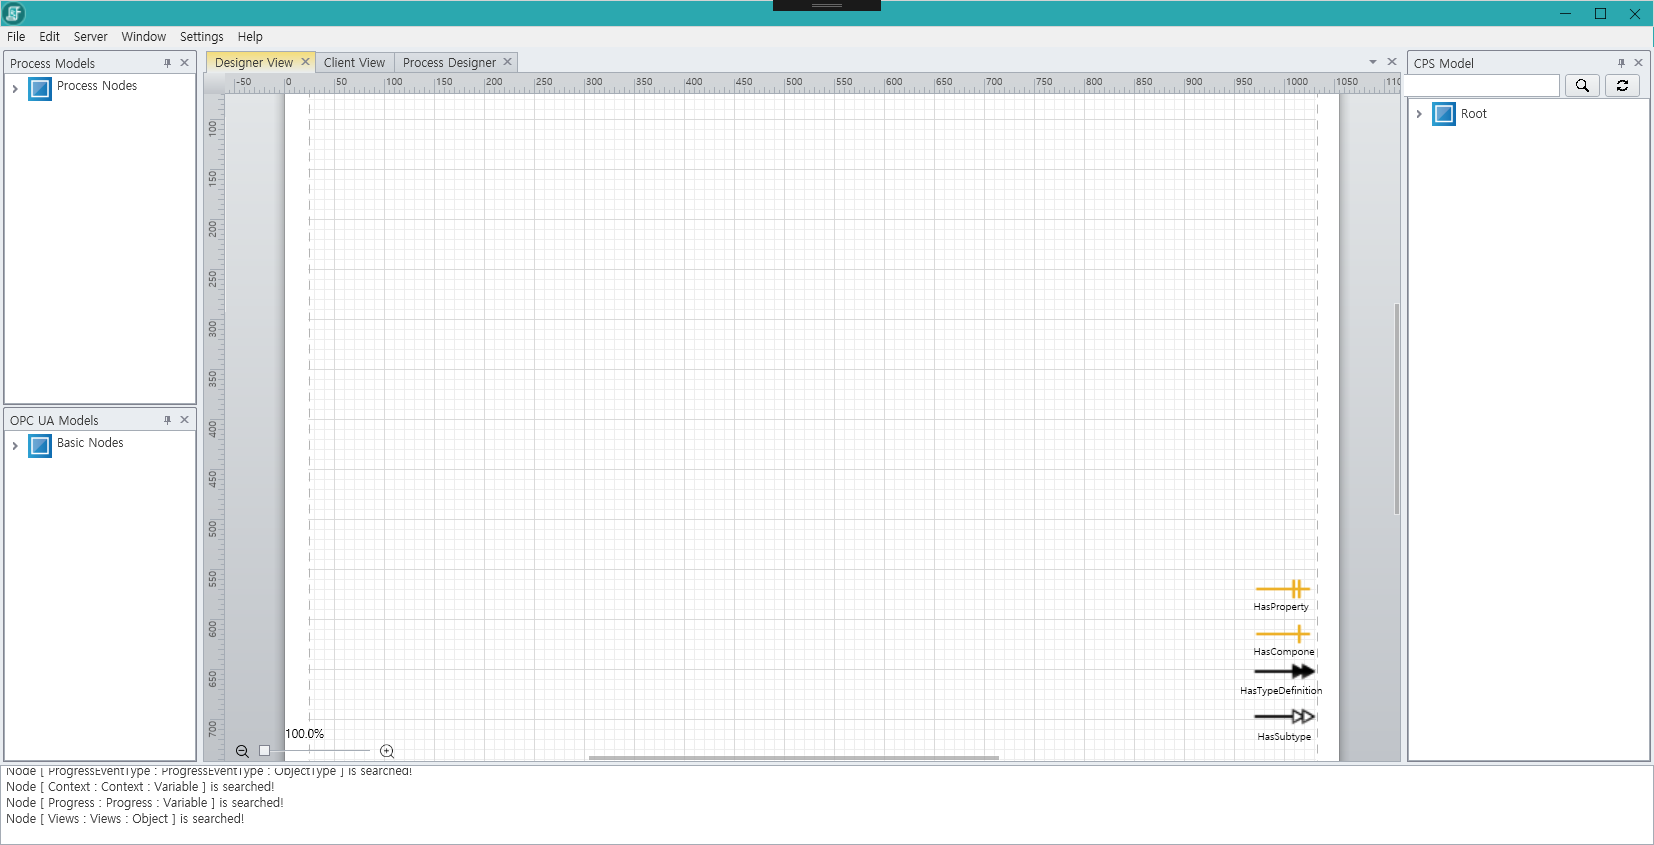 File Edit Server Window Settings Help
Process Models
Process Nodes
OPC UA Models
Basic Nodes
Designer View Client View Process Designer
-50 0 50 100 150 200 250 300 350 400 450 500 550 600 650 700 750 800 850 900 950 1000 1050
100
150
200
250
300
350
400
450
500
550
600
650
700
HasProperty
HasCompone
HasTypeDefinition
HasSubtype
100.0%
CPS Model
Root
Node [ ProgressEventType : ProgressEventType : ObjectType ] is searched!
Node [ Context : Context : Variable ] is searched!
Node [ Progress : Progress : Variable ] is searched!
Node [ Views : Views : Object ] is searched!